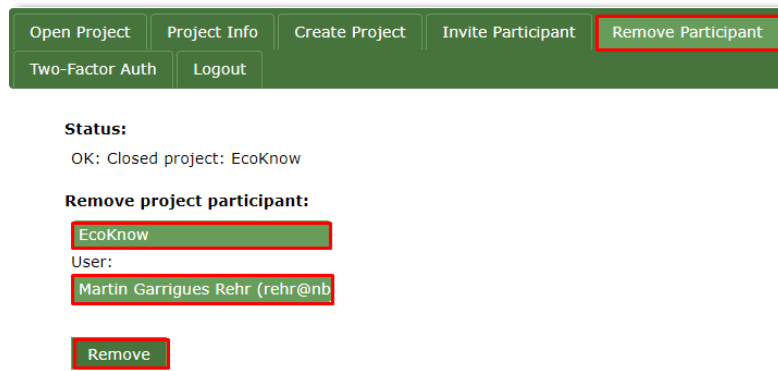 Open Project Project Info Create Project Invite Participant Remove Participant
Two-Factor Auth Logout
Status:
OK: Closed project: EcoKnow
Remove project participant:
EcoKnow
User:
Martin Garrigues Rehr (rehr@nb
Remove